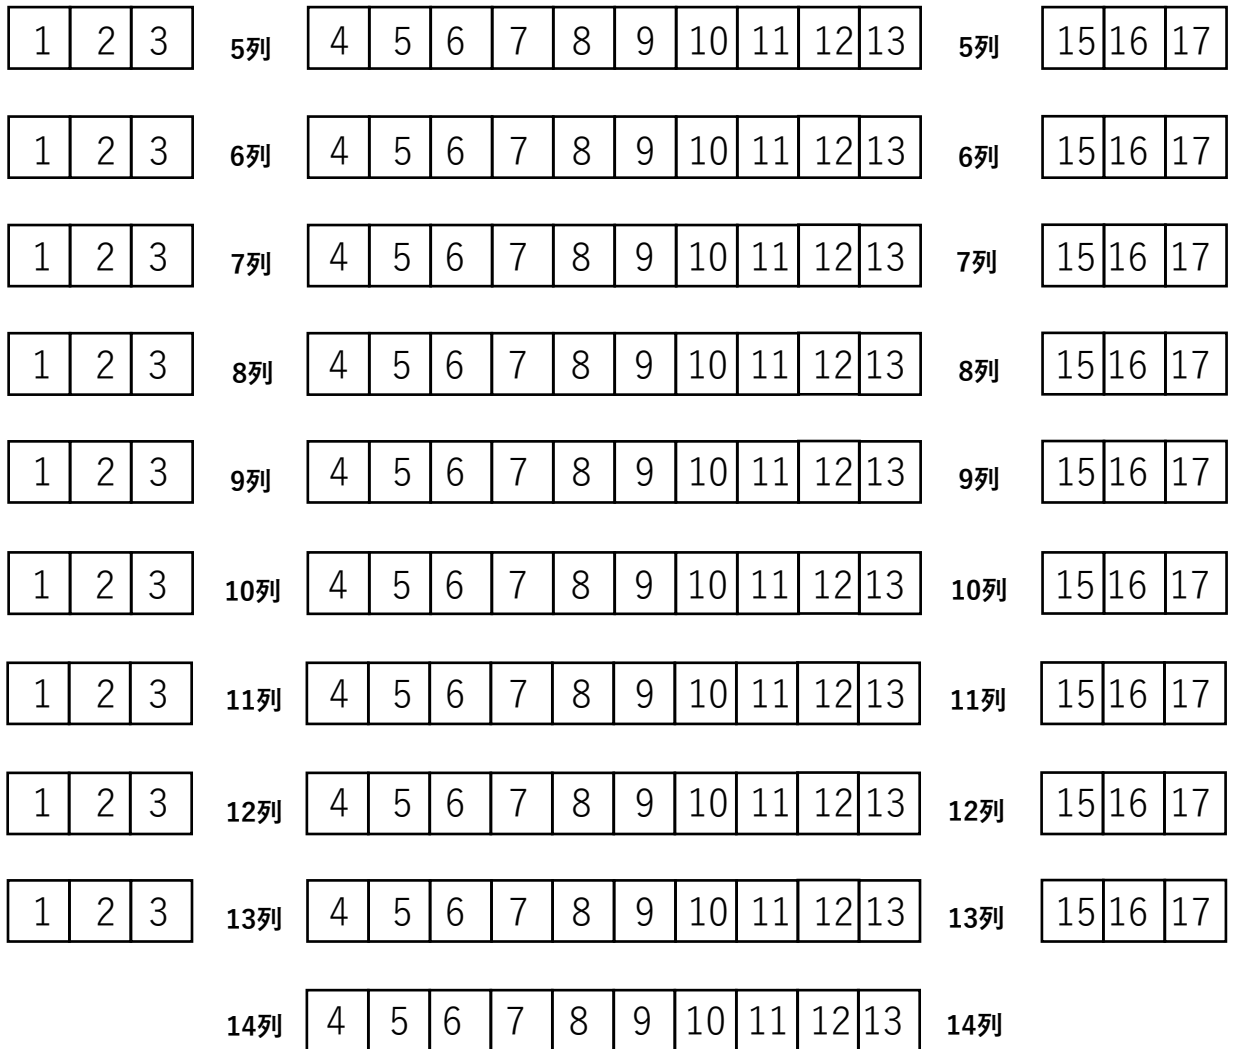 1 2 3 5列 4 5 6 7 8 9 10 11 12 13 5列 15 16 17
1 2 3 6列 4 5 6 7 8 9 10 11 12 13 6列 15 16 17
1 2 3 7列 4 5 6 7 8 9 10 11 12 13 7列 15 16 17
1 2 3 8列 4 5 6 7 8 9 10 11 12 13 8列 15 16 17
1 2 3 9列 4 5 6 7 8 9 10 11 12 13 9列 15 16 17
1 2 3 10列 4 5 6 7 8 9 10 11 12 13 10列 15 16 17
1 2 3 11列 4 5 6 7 8 9 10 11 12 13 11列 15 16 17
1 2 3 12列 4 5 6 7 8 9 10 11 12 13 12列 15 16 17
1 2 3 13列 4 5 6 7 8 9 10 11 12 13 13列 15 16 17
14列 4 5 6 7 8 9 10 11 12 13 14列